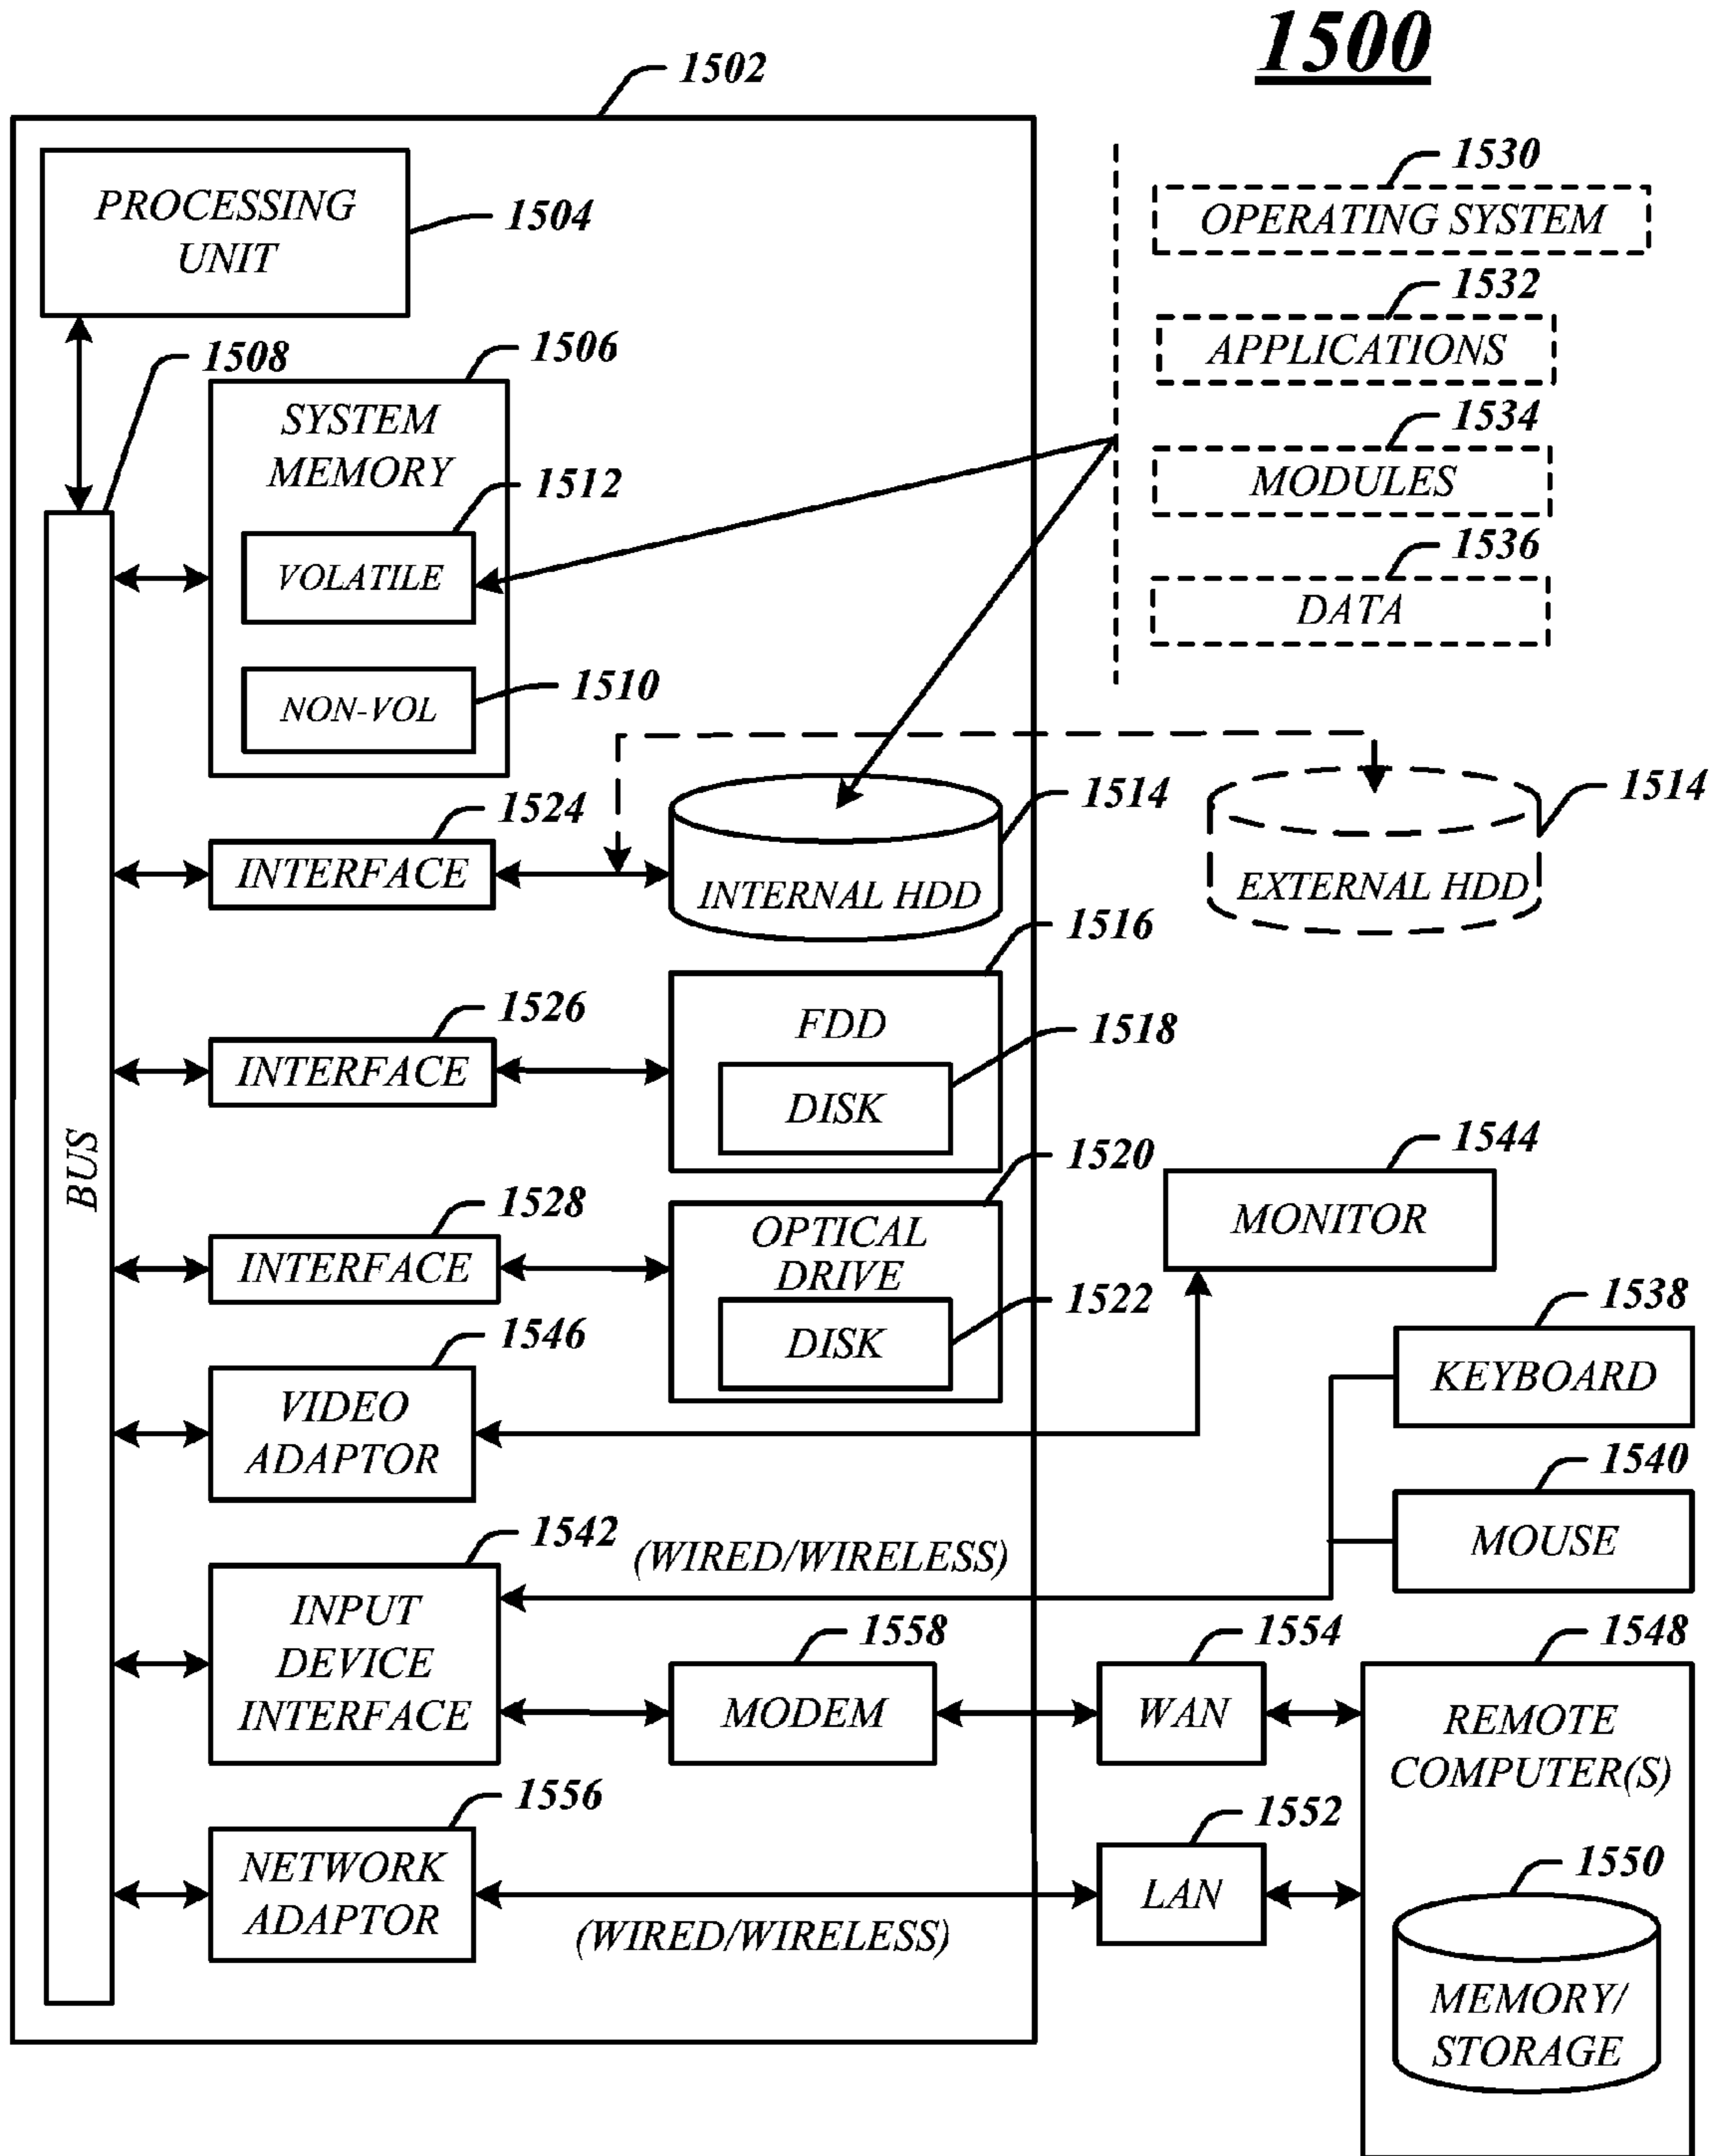 1500
1502
PROCESSING
UNIT
1504
1530
OPERATING SYSTEM
1532
APPLICATIONS
1534
MODULES
1536
DATA
1508
1506
SYSTEM
MEMORY
1512
VOLATILE
1510
NON-VOL
1524
INTERFACE
1514
INTERNAL HDD
1514
EXTERNAL HDD
1516
FDD
1526
INTERFACE
1518
DISK
BUS
1520
OPTICAL
DRIVE
1528
INTERFACE
1522
DISK
1544
MONITOR
1538
KEYBOARD
1546
VIDEO
ADAPTOR
1540
MOUSE
1542
INPUT
DEVICE
INTERFACE
(WIRED/WIRELESS)
1558
MODEM
1554
WAN
1548
REMOTE
COMPUTER(S)
1556
NETWORK
ADAPTOR
(WIRED/WIRELESS)
1552
LAN
1550
MEMORY/
STORAGE